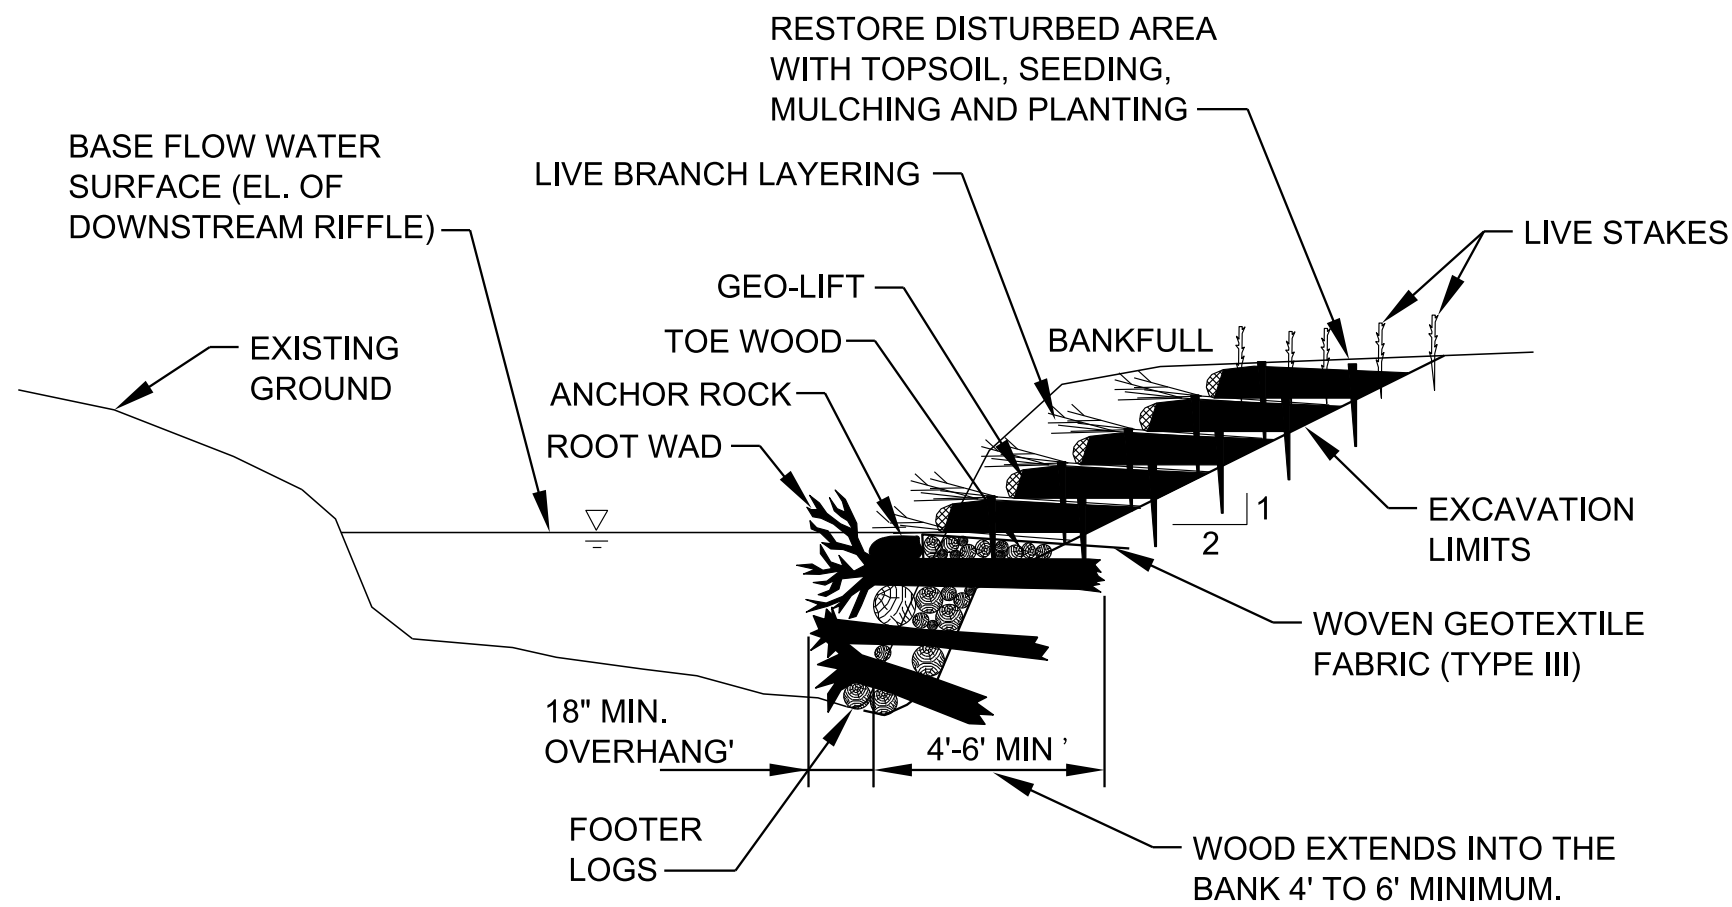 RESTORE DISTURBED AREA
WITH TOPSOIL, SEEDING,
MULCHING AND PLANTING
BASE FLOW WATER
SURFACE (EL. OF
DOWNSTREAM RIFFLE)
LIVE BRANCH LAYERING
LIVE STAKES
GEO-LIFT
TOE WOOD
BANKFULL
EXISTING
GROUND
ANCHOR ROCK
ROOT WAD
1
2
EXCAVATION
LIMITS
WOVEN GEOTEXTILE
FABRIC (TYPE III)
18" MIN.
OVERHANG'
4'-6' MIN ’
FOOTER
LOGS
WOOD EXTENDS INTO THE
BANK 4' TO 6' MINIMUM.